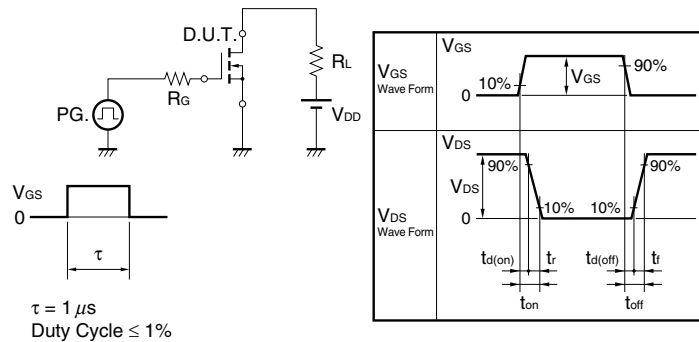 D.U.T.
RL
RG
PG.
VDD
VGS
0
τ
τ = 1 μs
Duty Cycle ≤ 1%
VGS
Wave Form
VGS
10%
VGS
90%
0
VDS
Wave Form
VDS
90%
VDS
0
10%
10%
90%
td(on)
tr
td(off)
tf
ton
toff